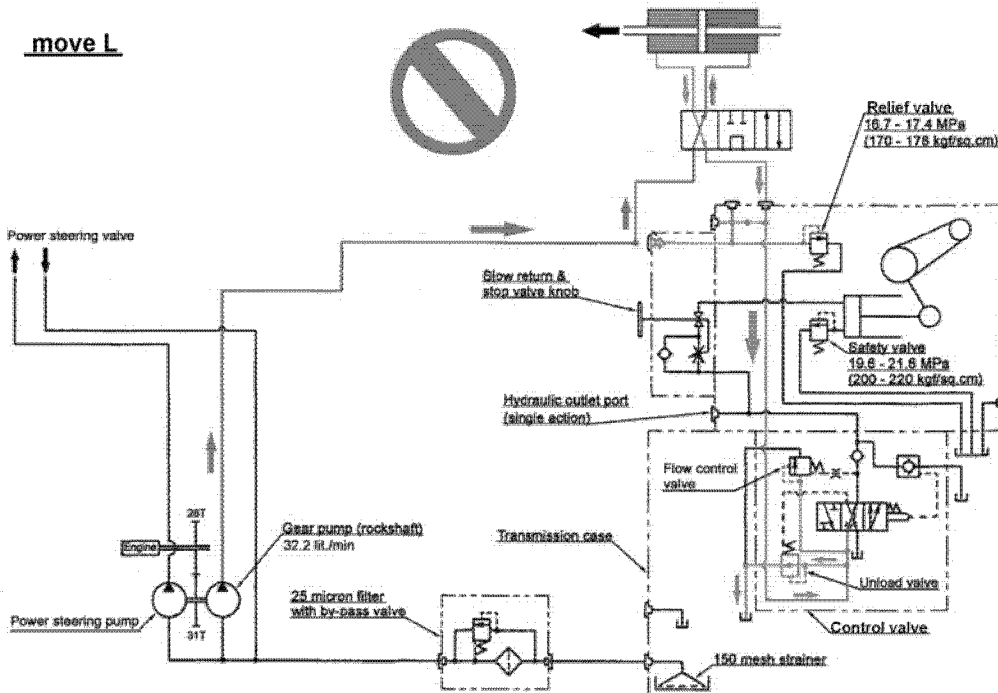 move L
Relief valve
16.7 - 17.4 MPa
(170 - 178 kgf/sq.cm)
Power steering valve
Slow return &
stop valve knob
Safety valve
19.6 - 21.6 MPa
(200 - 220 kgf/sq.cm)
Hydraulic outlet port
(single action)
Flow control
valve
28T
Gear pump (rockshaft)
32.2 lit./min
Engine
Transmission case
25 micron filter
with by-pass valve
Unload valve
Power steering pump
31T
Control valve
150 mesh strainer